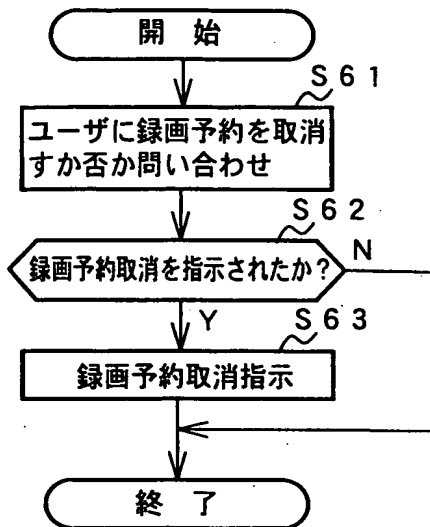 開 始
S61
ユーザに録画予約を取消
すか否か問い合わせ
S62
録画予約取消を指示されたか?
N
Y
S63
録画予約取消指示
終 了